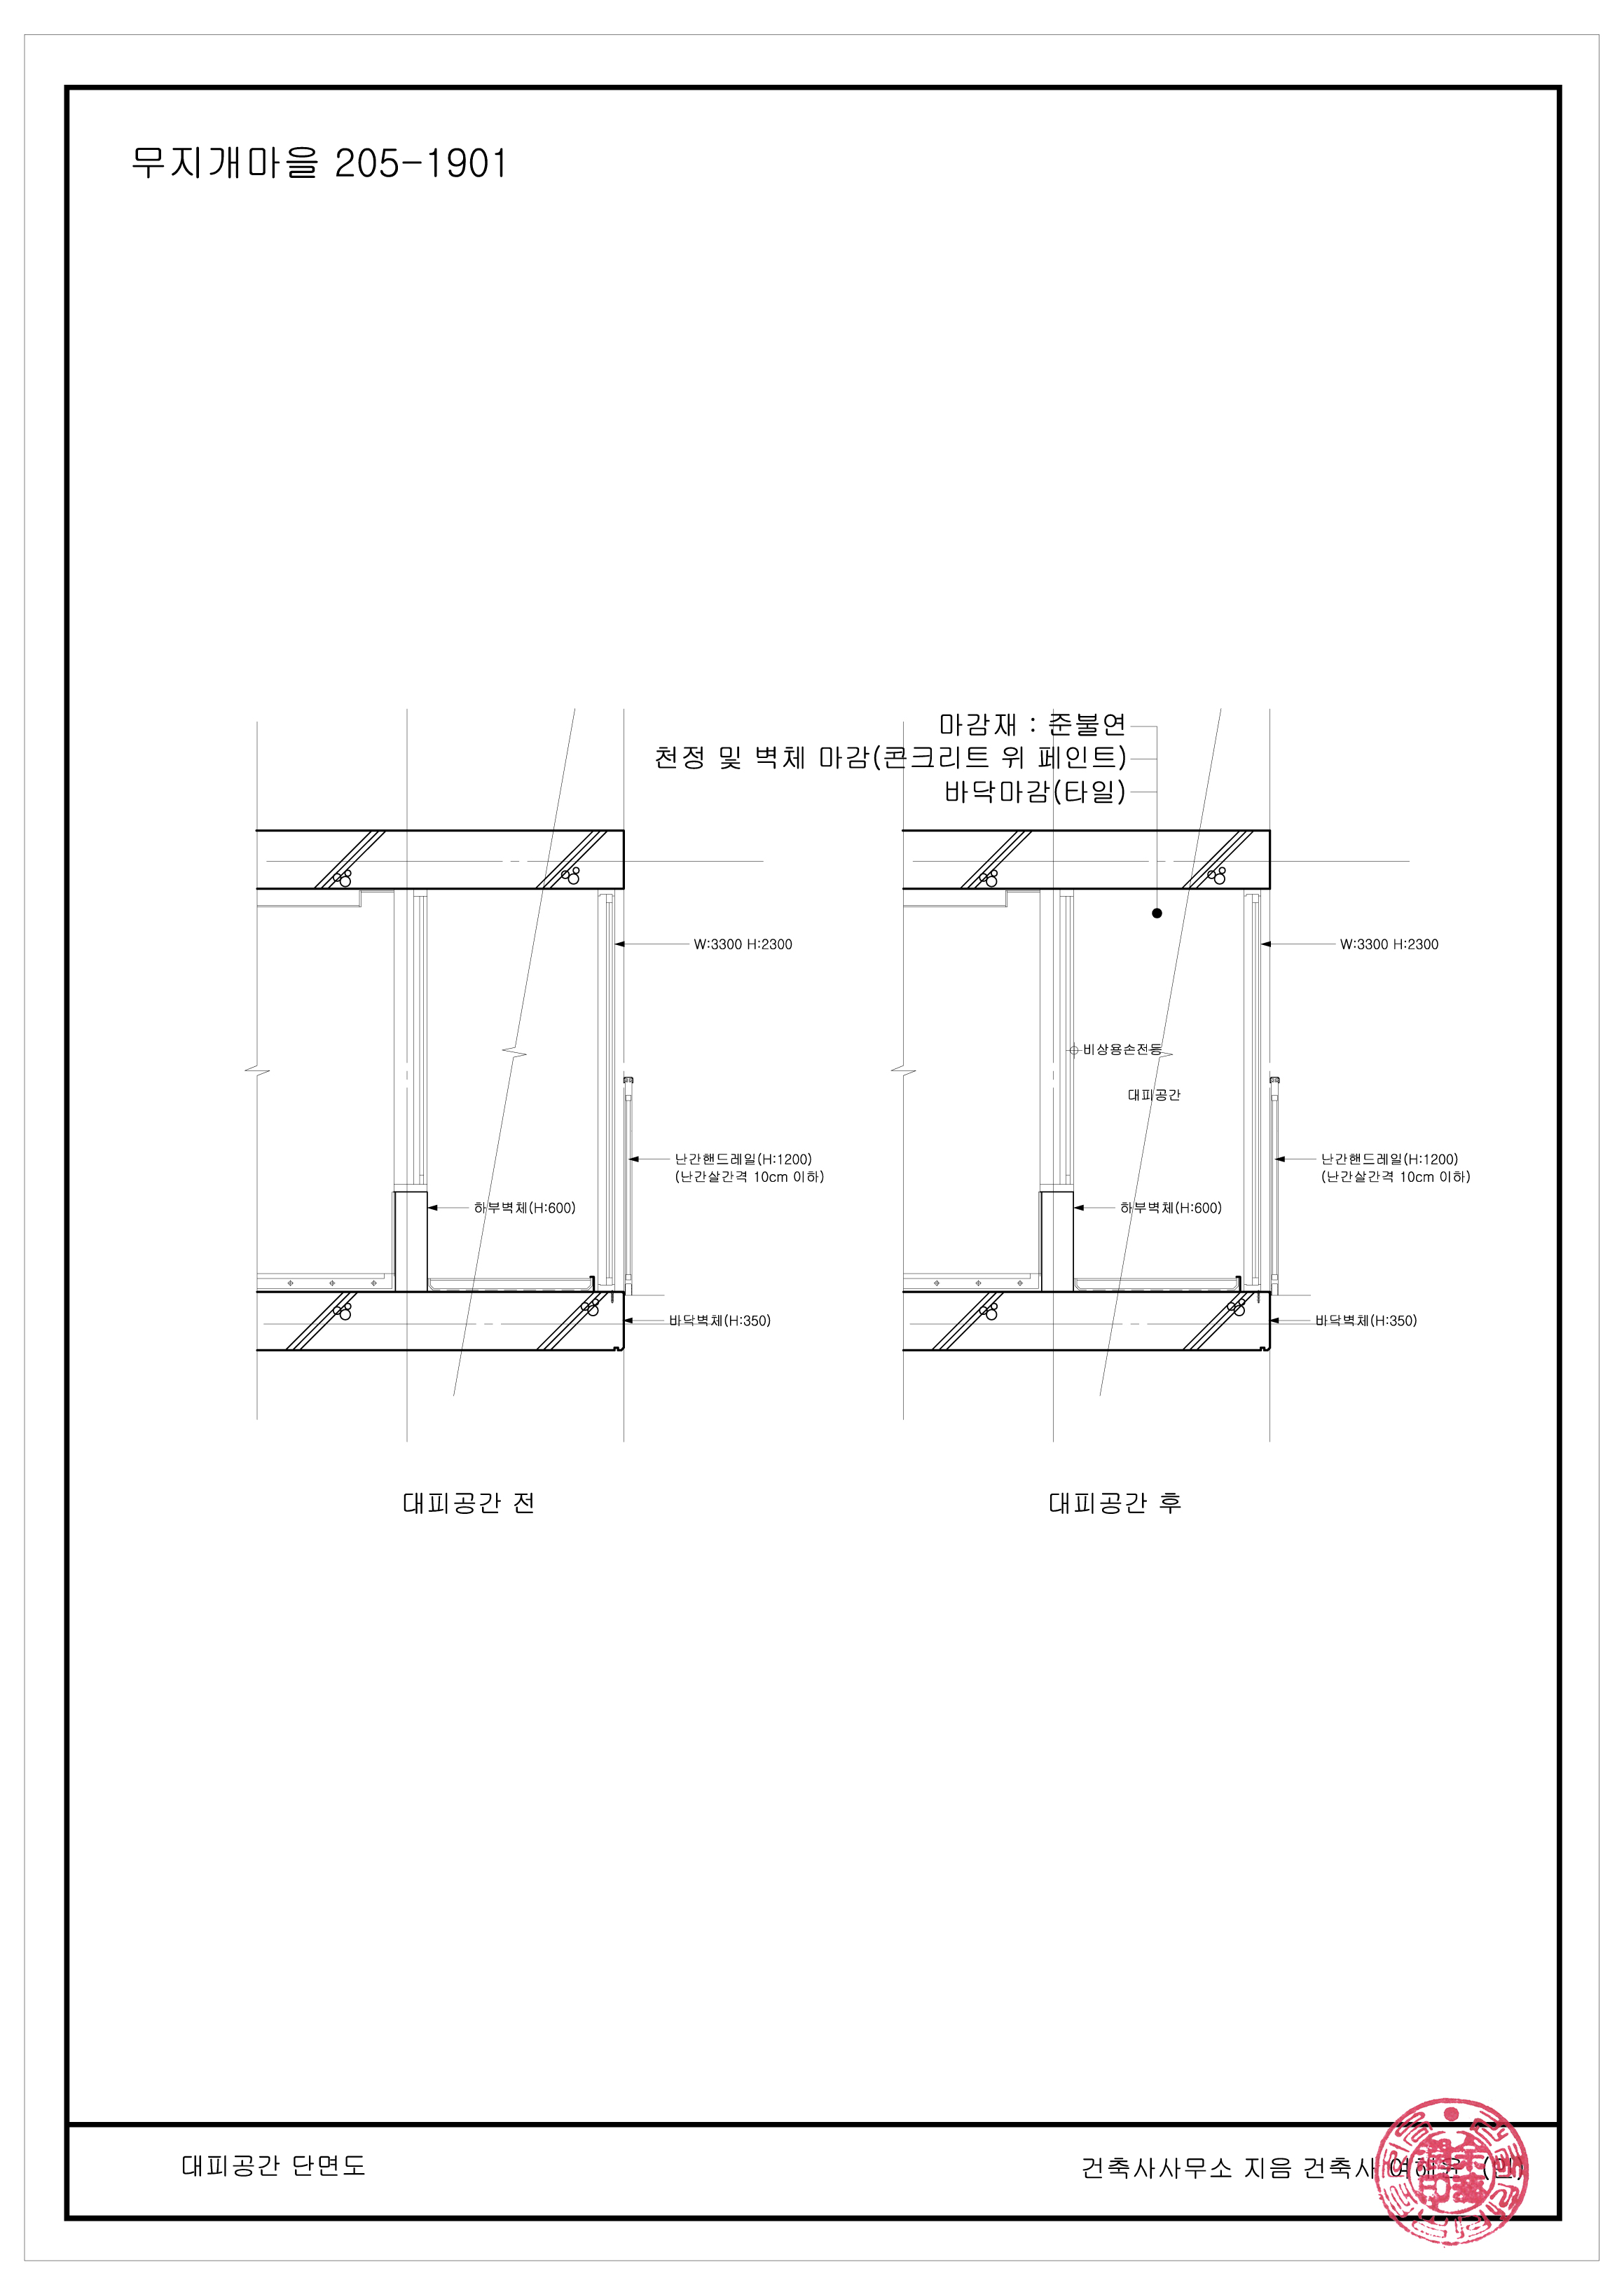 무지개마을 205-1901
마감재 : 준불연
천정 및 벽체 마감(콘크리트 위 페인트)
바닥마감(타일)
W:3300 H:2300
난간핸드레일(H:1200)
(난간살간격 10cm 이하)
하부벽체(H:600)
바닥벽체(H:350)
W:3300 H:2300
비상용손전등
대피공간
난간핸드레일(H:1200)
(난간살간격 10cm 이하)
하부벽체(H:600)
바닥벽체(H:350)
대피공간 전
대피공간 후
대피공간 단면도
건축사사무소 지음 건축사 (인)